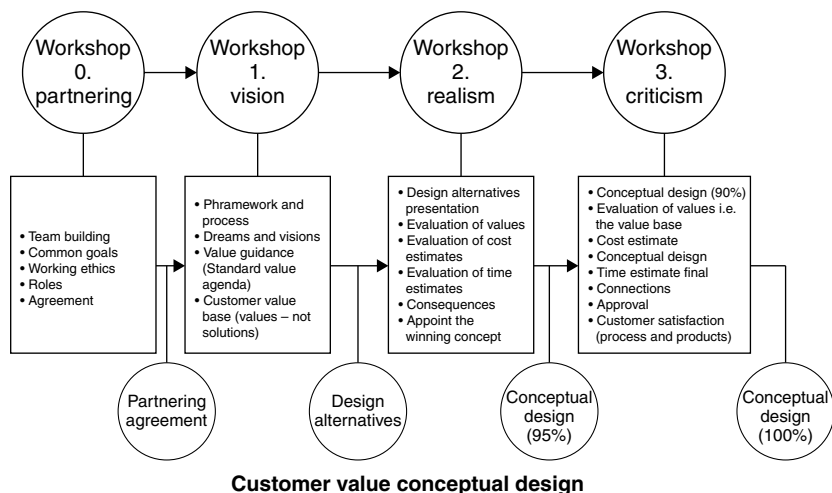 Workshop
0.
partnering
Workshop
1.
vision
Workshop
2.
realism
Workshop
3.
criticism
• Team building
• Common goals
• Working ethics
• Roles
• Agreement
• Phramework and
process
• Dreams and visions
• Value guidance
(Standard value
agenda)
• Customer value
base (values – not
solutions)
• Design alternatives
presentation
• Evaluation of values
• Evaluation of cost
estimates
• Evaluation of time
estimates
• Consequences
• Appoint the
winning concept
• Conceptual design (90%)
• Evaluation of values i.e.
the value base
• Cost estimate
• Conceptual deisgn
• Time estimate final
• Connections
• Approval
• Customer satisfaction
(process and products)
Partnering
agreement
Design
alternatives
Conceptual
design
(95%)
Conceptual
design
(100%)
Customer value conceptual design